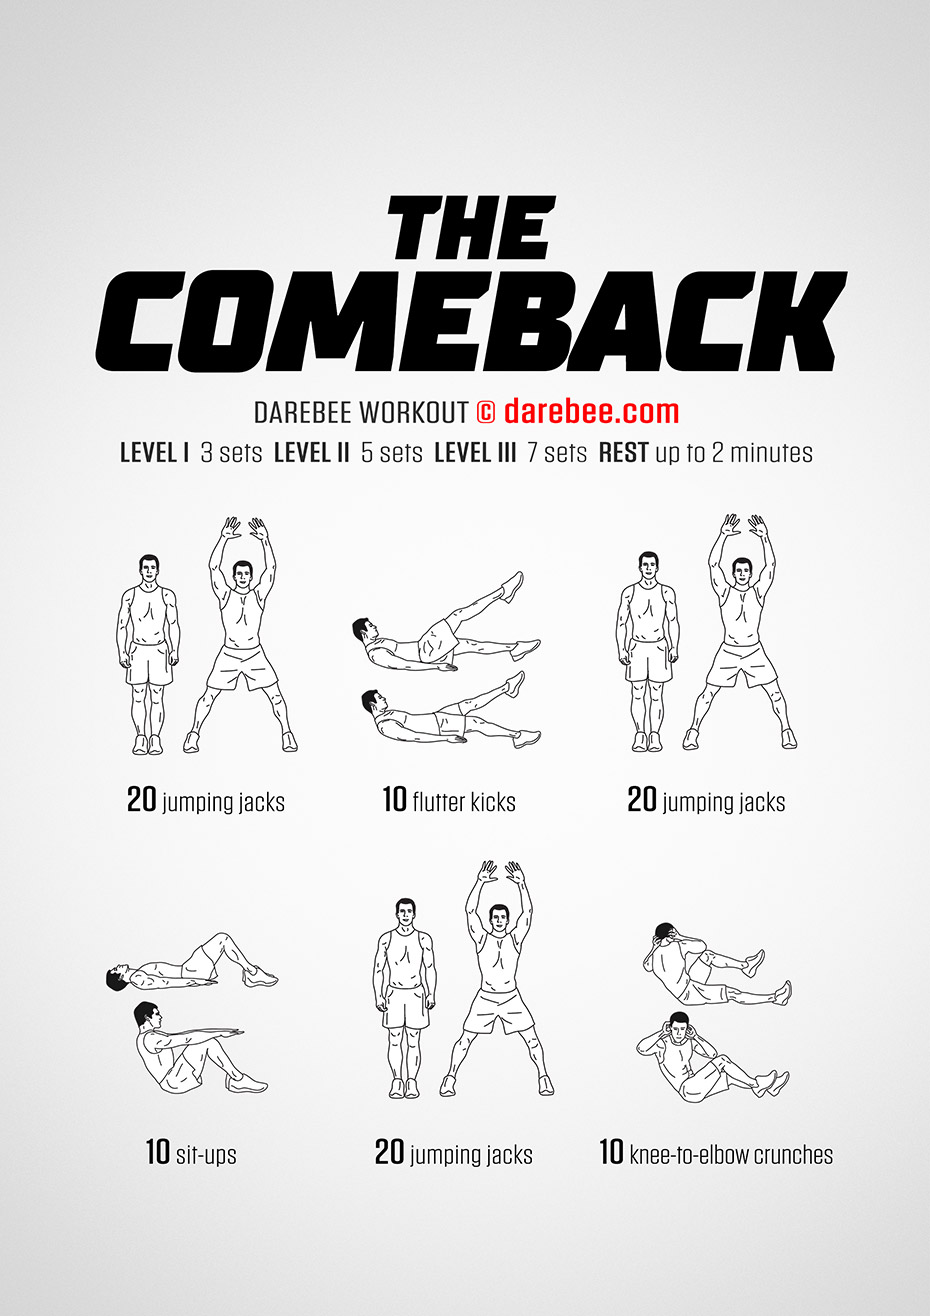 THE
COMEBACK
DAREBEE WORKOUT © darebee.com
LEVEL I 3 sets LEVEL II 5 sets LEVEL III 7 sets REST up to 2 minutes
20 jumping jacks
10 flutter kicks
20 jumping jacks
10 sit-ups
20 jumping jacks
10 knee-to-elbow crunches